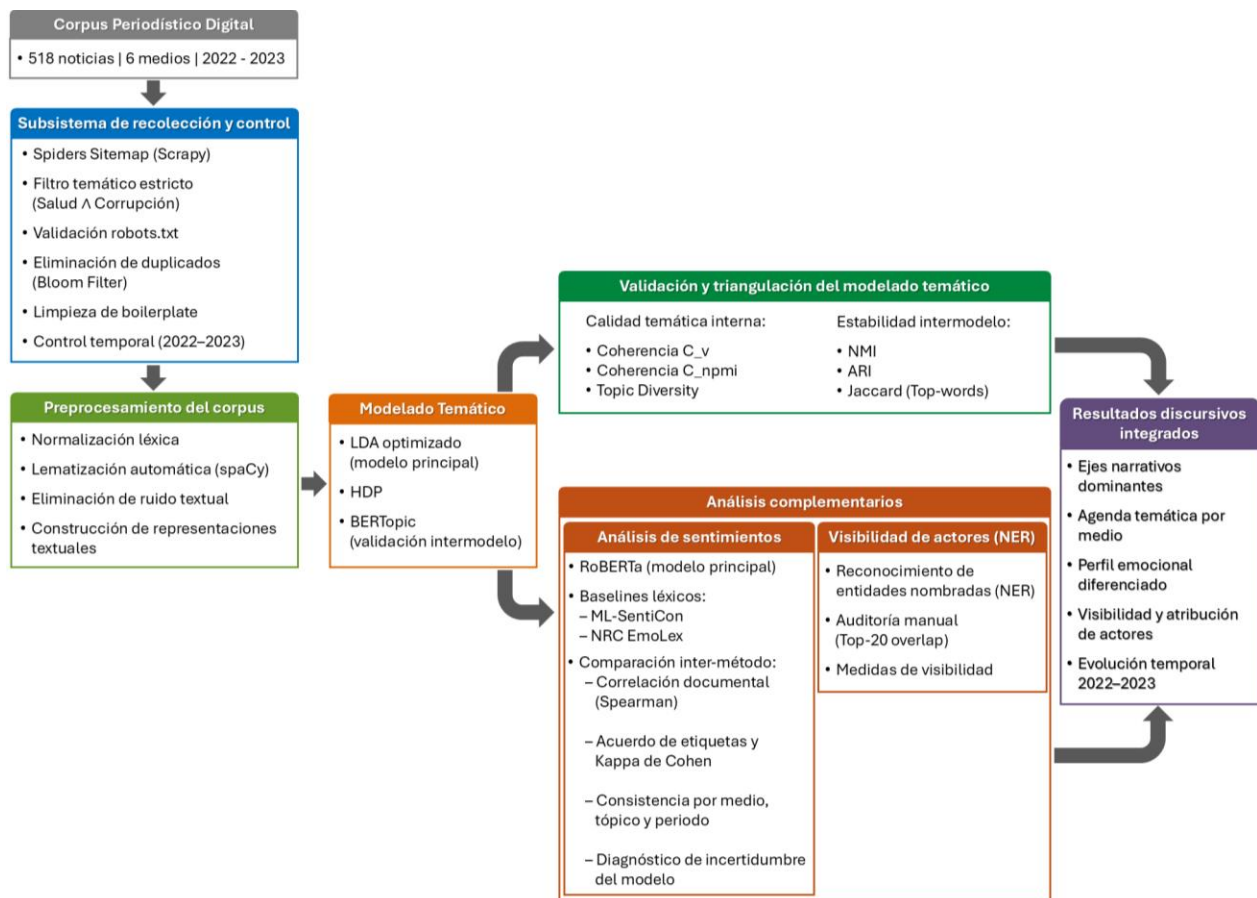 Corpus Periodístico Digital
• 518 noticias | 6 medios | 2022 - 2023
Subsistema de recolección y control
• Spiders Sitemap (Scrapy)
• Filtro temático estricto
(Salud ∧ Corrupción)
• Validación robots.txt
• Eliminación de duplicados
(Bloom Filter)
• Limpieza de boilerplate
• Control temporal (2022–2023)
Preprocesamiento del corpus
• Normalización léxica
• Lematización automática (spaCy)
• Eliminación de ruido textual
• Construcción de representaciones
textuales
Modelado Temático
• LDA optimizado
(modelo principal)
• HDP
• BERTopic
(validación intermodelo)
Validación y triangulación del modelado temático
Calidad temática interna:
• Coherencia C_v
• Coherencia C_npmi
• Topic Diversity
Estabilidad intermodelo:
• NMI
• ARI
• Jaccard (Top-words)
Análisis complementarios
Análisis de sentimientos
• RoBERTa (modelo principal)
• Baselines léxicos:
– ML-SentiCon
– NRC EmoLex
• Comparación inter-método:
– Correlación documental
(Spearman)
– Acuerdo de etiquetas y
Kappa de Cohen
– Consistencia por medio,
tópico y periodo
– Diagnóstico de incertidumbre
del modelo
Visibilidad de actores (NER)
• Reconocimiento de
entidades nombradas (NER)
• Auditoría manual
(Top-20 overlap)
• Medidas de visibilidad
Resultados discursivos
integrados
• Ejes narrativos
dominantes
• Agenda temática por
medio
• Perfil emocional
diferenciado
• Visibilidad y atribución
de actores
• Evolución temporal
2022–2023